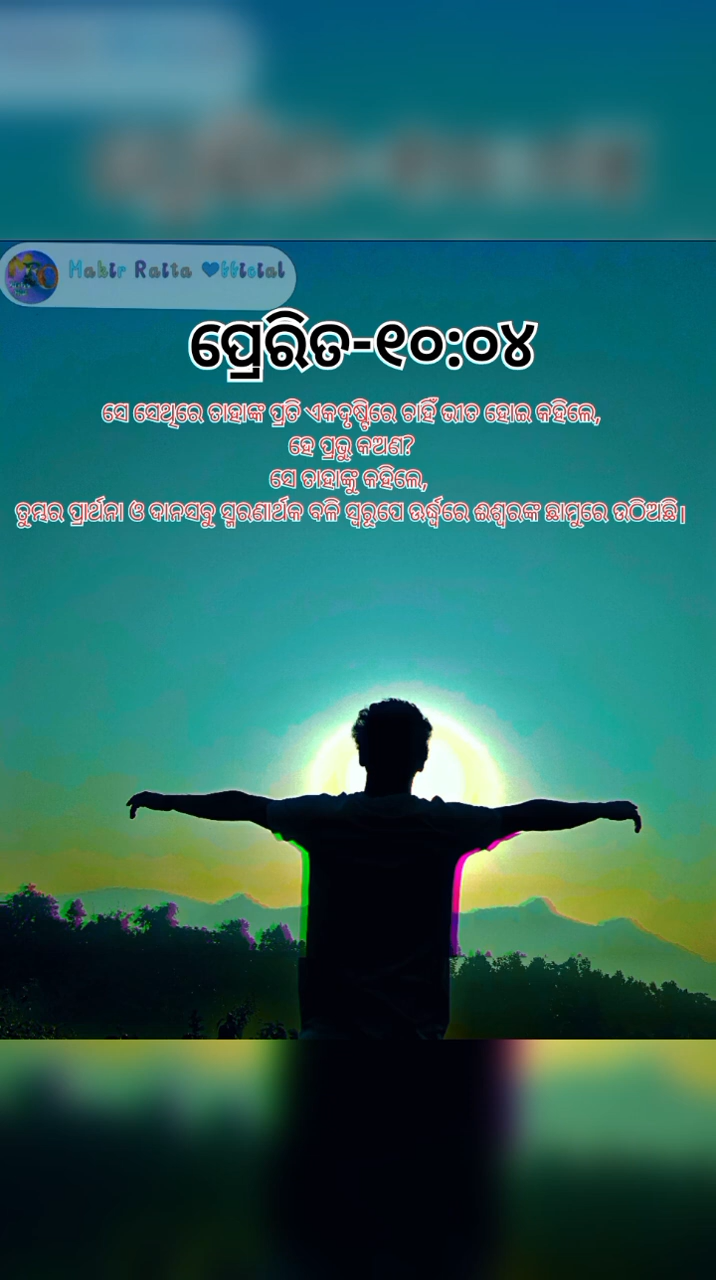 Mahir Raita 💙fficial
ପ୍ରେରିତ-୧୦:୦୪
ସେ ସେଥିରେ ତାହାଙ୍କ ପ୍ରତି ଏକଦୃଷ୍ଟିରେ ଚାହିଁ ଭୀତ ହୋଇ କହିଲେ,
ହେ ପ୍ରଭୁ କଅଣ?
ସେ ତାହାଙ୍କୁ କହିଲେ,
ତୁମ୍ଭର ପ୍ରାର୍ଥନା ଓ ଦାନସବୁ ସ୍ମରଣାର୍ଥକ ବଳି ସ୍ୱରୂପେ ଊର୍ଦ୍ଧ୍ୱରେ ଈଶ୍ୱରଙ୍କ ଛାମୁରେ ଉଠିଅଛି।